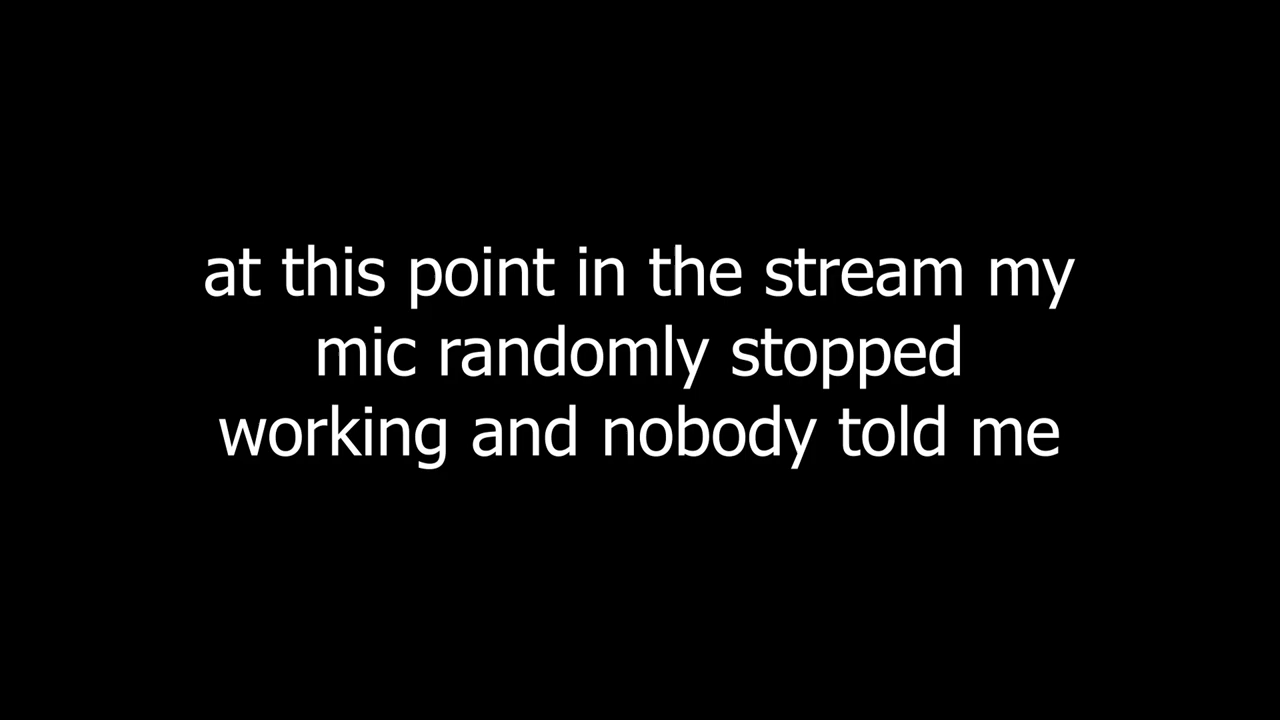 at this point in the stream my
mic randomly stopped
working and nobody told me